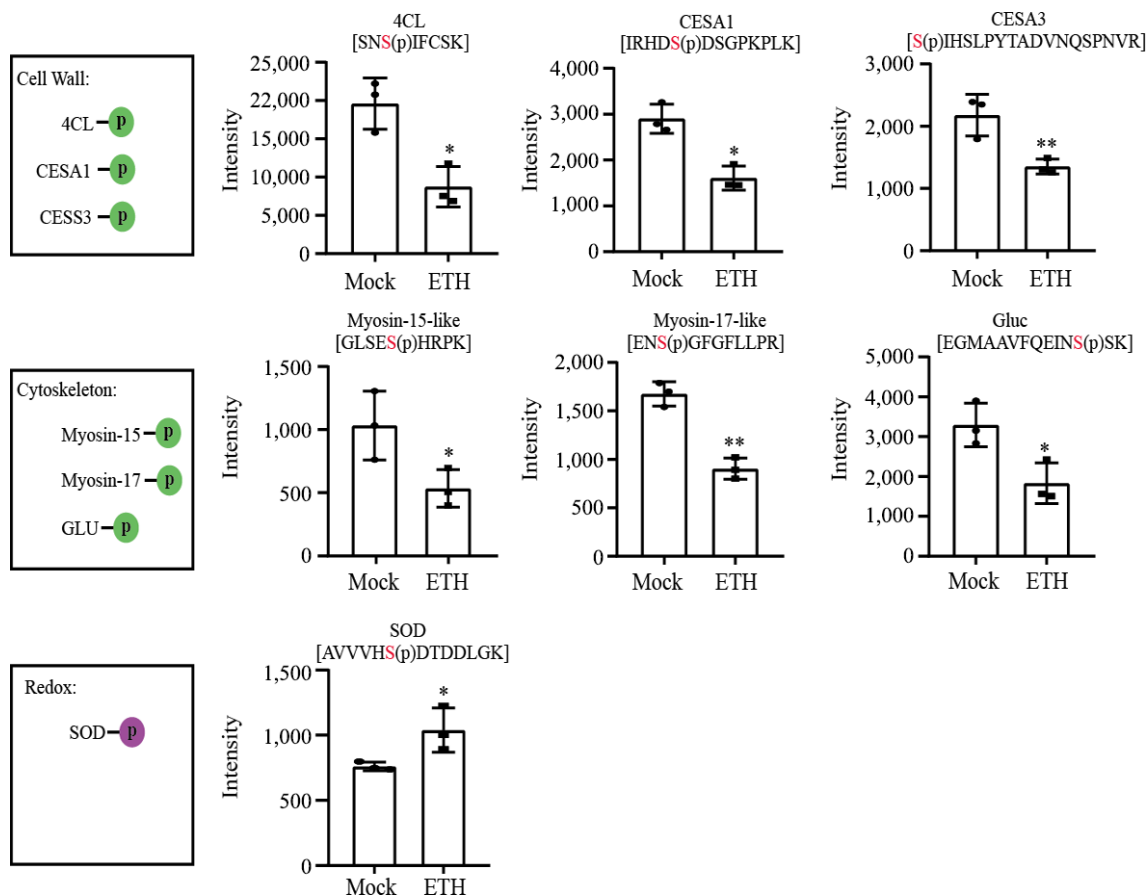 4CL
[SNS(p)IFCSK]
CESA1
[IRHDS(p)DSGPKPLK]
CESA3
[S(p)IHSLPYTADVNQSPNVR]
Cell Wall:
4CL p
CESA1 p
CESS3 p
Intensity
25,000
22,000
15,000
10,000
5,000
0
*
Mock ETH
Intensity
4,000
3,000
2,000
1,000
0
*
Mock ETH
Intensity
3,000
2,000
1,000
0
**
Mock ETH
Myosin-15-like
[GLSES(p)HRPK]
Myosin-17-like
[ENS(p)GFGFLLPR]
Gluc
[EGMAAVFQEINS(p)SK]
Cytoskeleton:
Myosin-15 p
Myosin-17 p
GLU p
Intensity
1,500
1,000
500
0
*
Mock ETH
Intensity
2,000
1,500
1,000
500
0
**
Mock ETH
Intensity
5,000
4,000
3,000
2,000
1,000
0
*
Mock ETH
SOD
[AVVVHS(p)DTDDLGK]
Redox:
SOD p
Intensity
1,500
1,000
500
0
*
Mock ETH